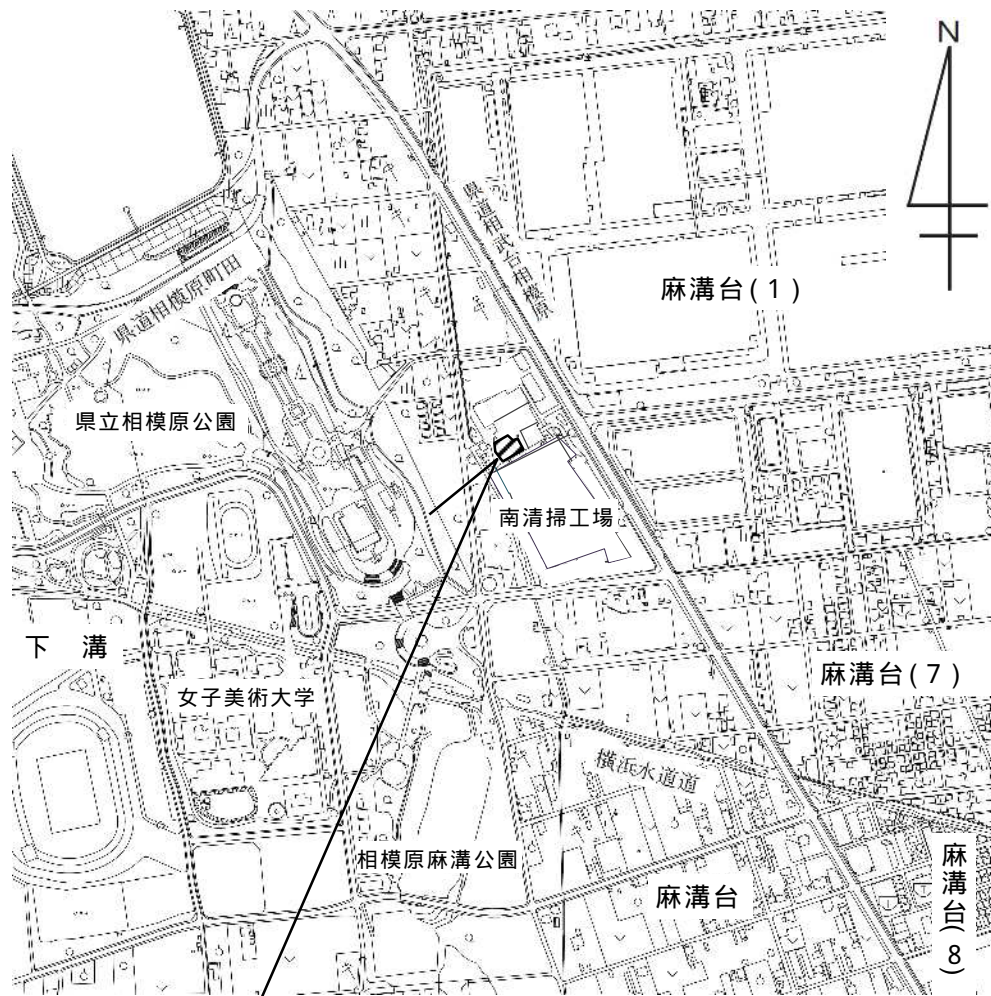 N
県道相武台相模原
麻溝台(1)
県道相模原町田
県立相模原公園
南清掃工場
下 溝
女子美術大学
麻溝台(7)
横浜水道道
相模原麻溝公園
麻溝台
麻溝台(8)